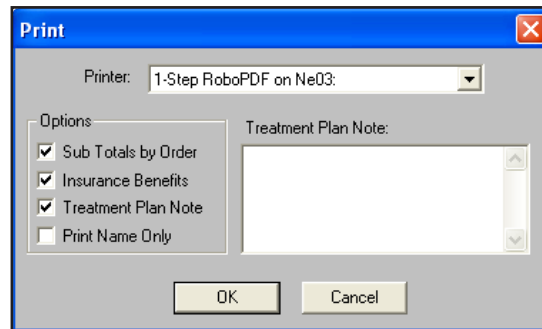 Print
Printer: 1-Step RoboPDF on Ne03:
Options
Sub Totals by Order
Insurance Benefits
Treatment Plan Note
Print Name Only
Treatment Plan Note:
OK Cancel